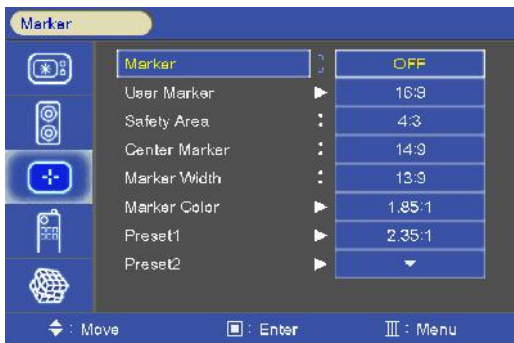 Marker
Marker OFF
User Marker 16:9
Safety Area : 4:3
Center Marker : 14:9
Marker Width : 13:9
Marker Color 1.85:1
Preset1 2.35:1
Preset2
: Move : Enter : Menu